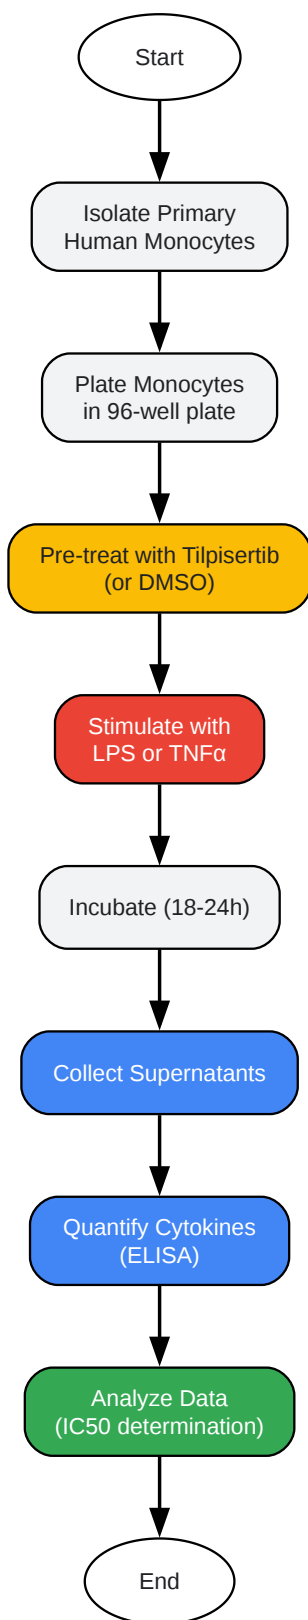 Start
Isolate Primary
Human Monocytes
Plate Monocytes
in 96-well plate
Pre-treat with Tilpisertib
(or DMSO)
Stimulate with
LPS or TNFα
Incubate (18-24h)
Collect Supernatants
Quantify Cytokines
(ELISA)
Analyze Data
(IC50 determination)
End